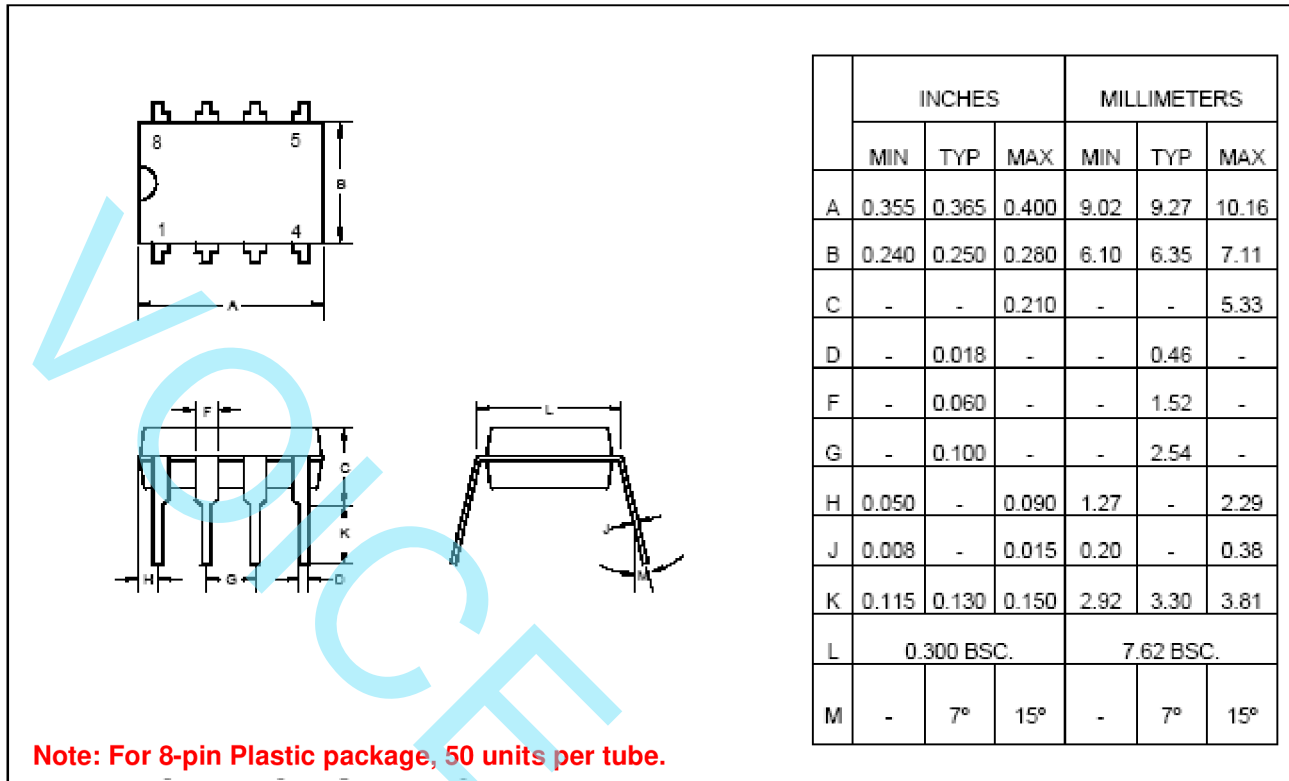 8 5
B
1 4
A
F
L
C
K
J
H G D
M
INCHES MILLIMETERS
MIN TYP MAX MIN TYP MAX
A 0.355 0.365 0.400 9.02 9.27 10.16
B 0.240 0.250 0.280 6.10 6.35 7.11
C - - 0.210 - - 5.33
D - 0.018 - - 0.46 -
F - 0.060 - - 1.52 -
G - 0.100 - - 2.54 -
H 0.050 - 0.090 1.27 - 2.29
J 0.008 - 0.015 0.20 - 0.38
K 0.115 0.130 0.150 2.92 3.30 3.81
L 0.300 BSC. 7.62 BSC.
M - 7º 15º - 7º 15º
Note: For 8-pin Plastic package, 50 units per tube.
VOICE